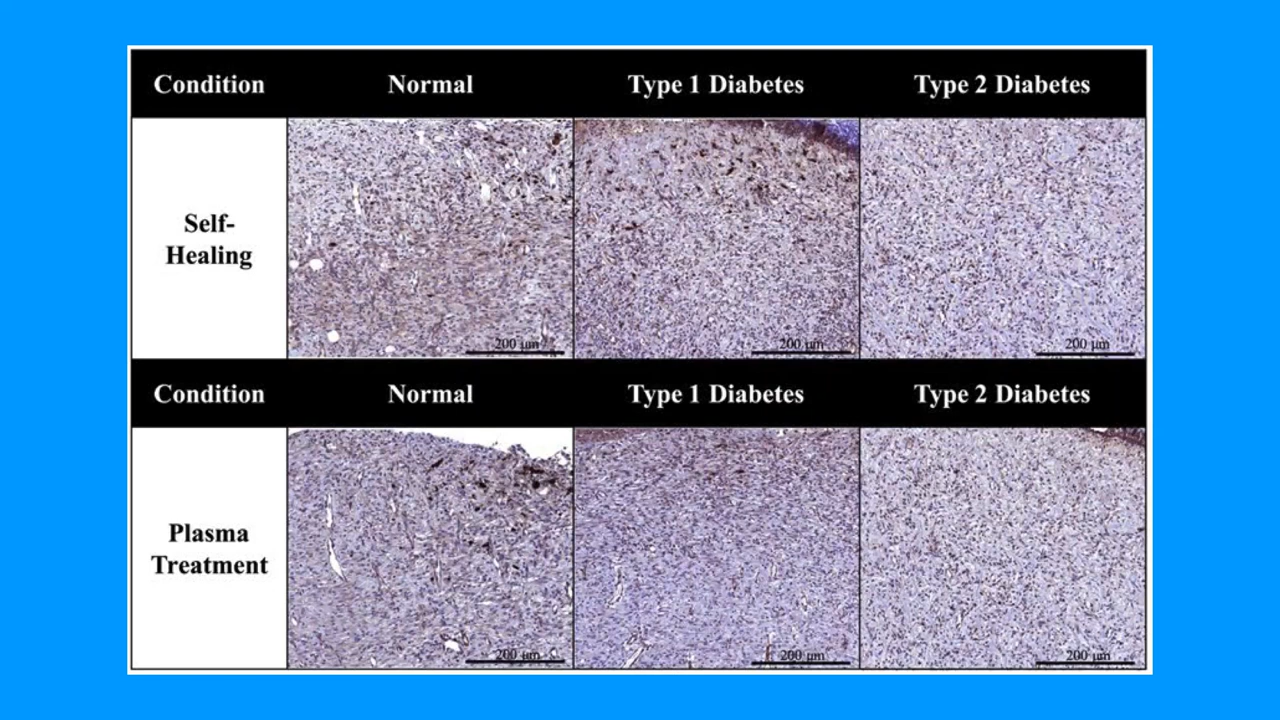 Condition Normal Type 1 Diabetes Type 2 Diabetes
Self-
Healing
200 µm 200 µm 200 µm
Condition Normal Type 1 Diabetes Type 2 Diabetes
Plasma
Treatment
200 µm 200 µm 200 µm